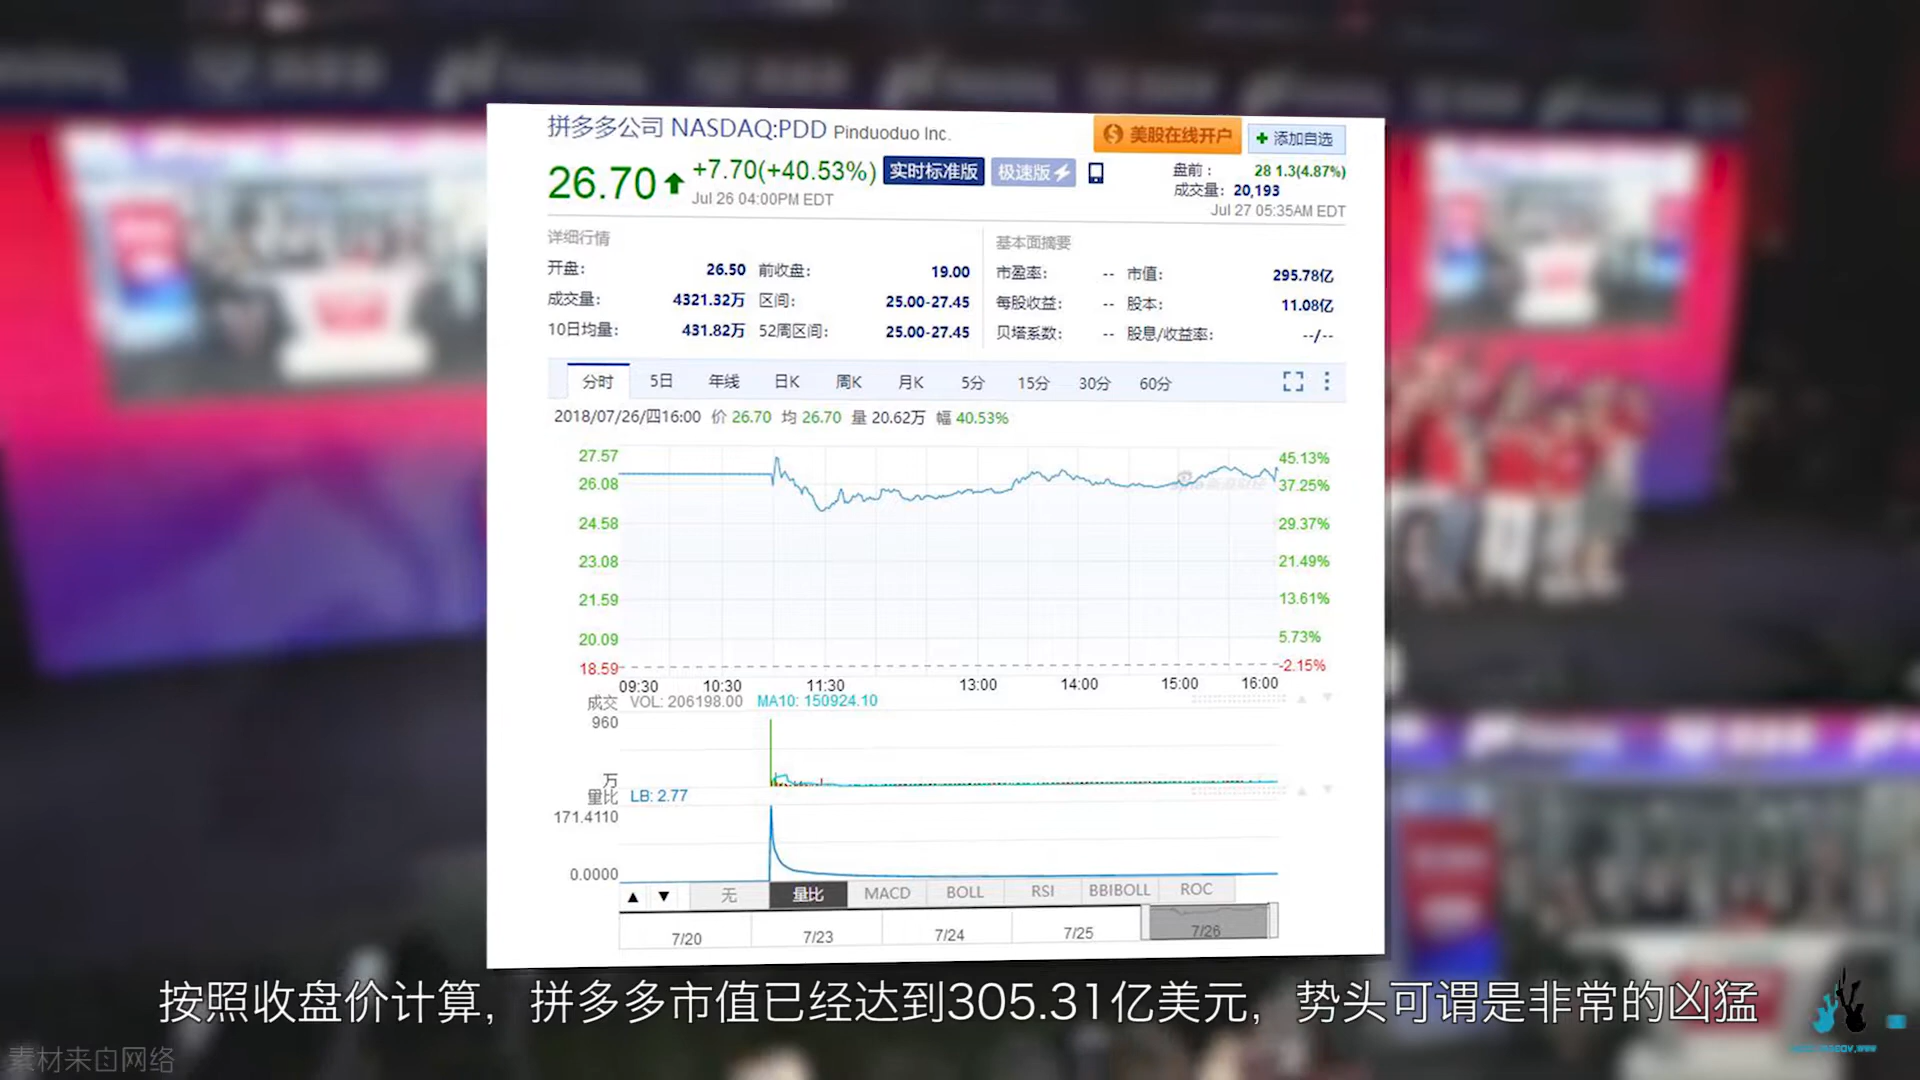 拼多多公司 NASDAQ:PDD Pinduoduo Inc.
美股在线开户
添加自选
26.70 +7.70(+40.53%) 实时标准版 极速版
Jul 26 04:00PM EDT
盘前: 28 1.3(4.87%)
成交量: 20,193
Jul 27 05:35AM EDT
详细行情
开盘: 26.50 前收盘: 19.00
成交量: 4321.32万 区间: 25.00-27.45
10日均量: 431.82万 52周区间: 25.00-27.45
基本面摘要
市盈率: -- 市值: 295.78亿
每股收益: -- 股本: 11.08亿
贝塔系数: -- 股息/收益率: --/--
分时 5日 年线 日K 周K 月K 5分 15分 30分 60分
2018/07/26/四16:00 价 26.70 均 26.70 量 20.62万 幅 40.53%
27.57 45.13%
26.08 37.25%
24.58 29.37%
23.08 21.49%
21.59 13.61%
20.09 5.73%
18.59 -2.15%
09:30 10:30 11:30 13:00 14:00 15:00 16:00
成交 VOL: 206198.00 MA10: 150924.10
960
万
量比 LB: 2.77
171.4110
0.0000
▲ ▼ 无 量比 MACD BOLL RSI BBIBOLL ROC
7/20 7/23 7/24 7/25 7/26
按照收盘价计算，拼多多市值已经达到305.31亿美元，势头可谓是非常的凶猛
素材来自网络